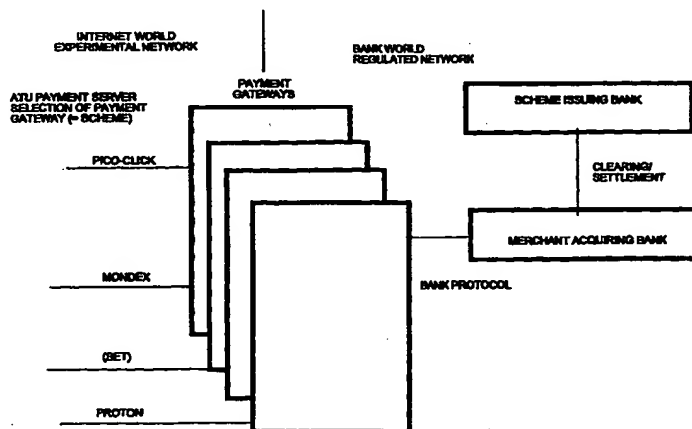 INTERNET WORLD
EXPERIMENTAL NETWORK
BANK WORLD
REGULATED NETWORK
PAYMENT
GATEWAYS
ATU PAYMENT SERVER
SELECTION OF PAYMENT
GATEWAY (= SCHEME)
SCHEME ISSUING BANK
PICO-CLICK
CLEARING/
SETTLEMENT
MERCHANT ACQUIRING BANK
MONDEX
BANK PROTOCOL
(SET)
PROTON